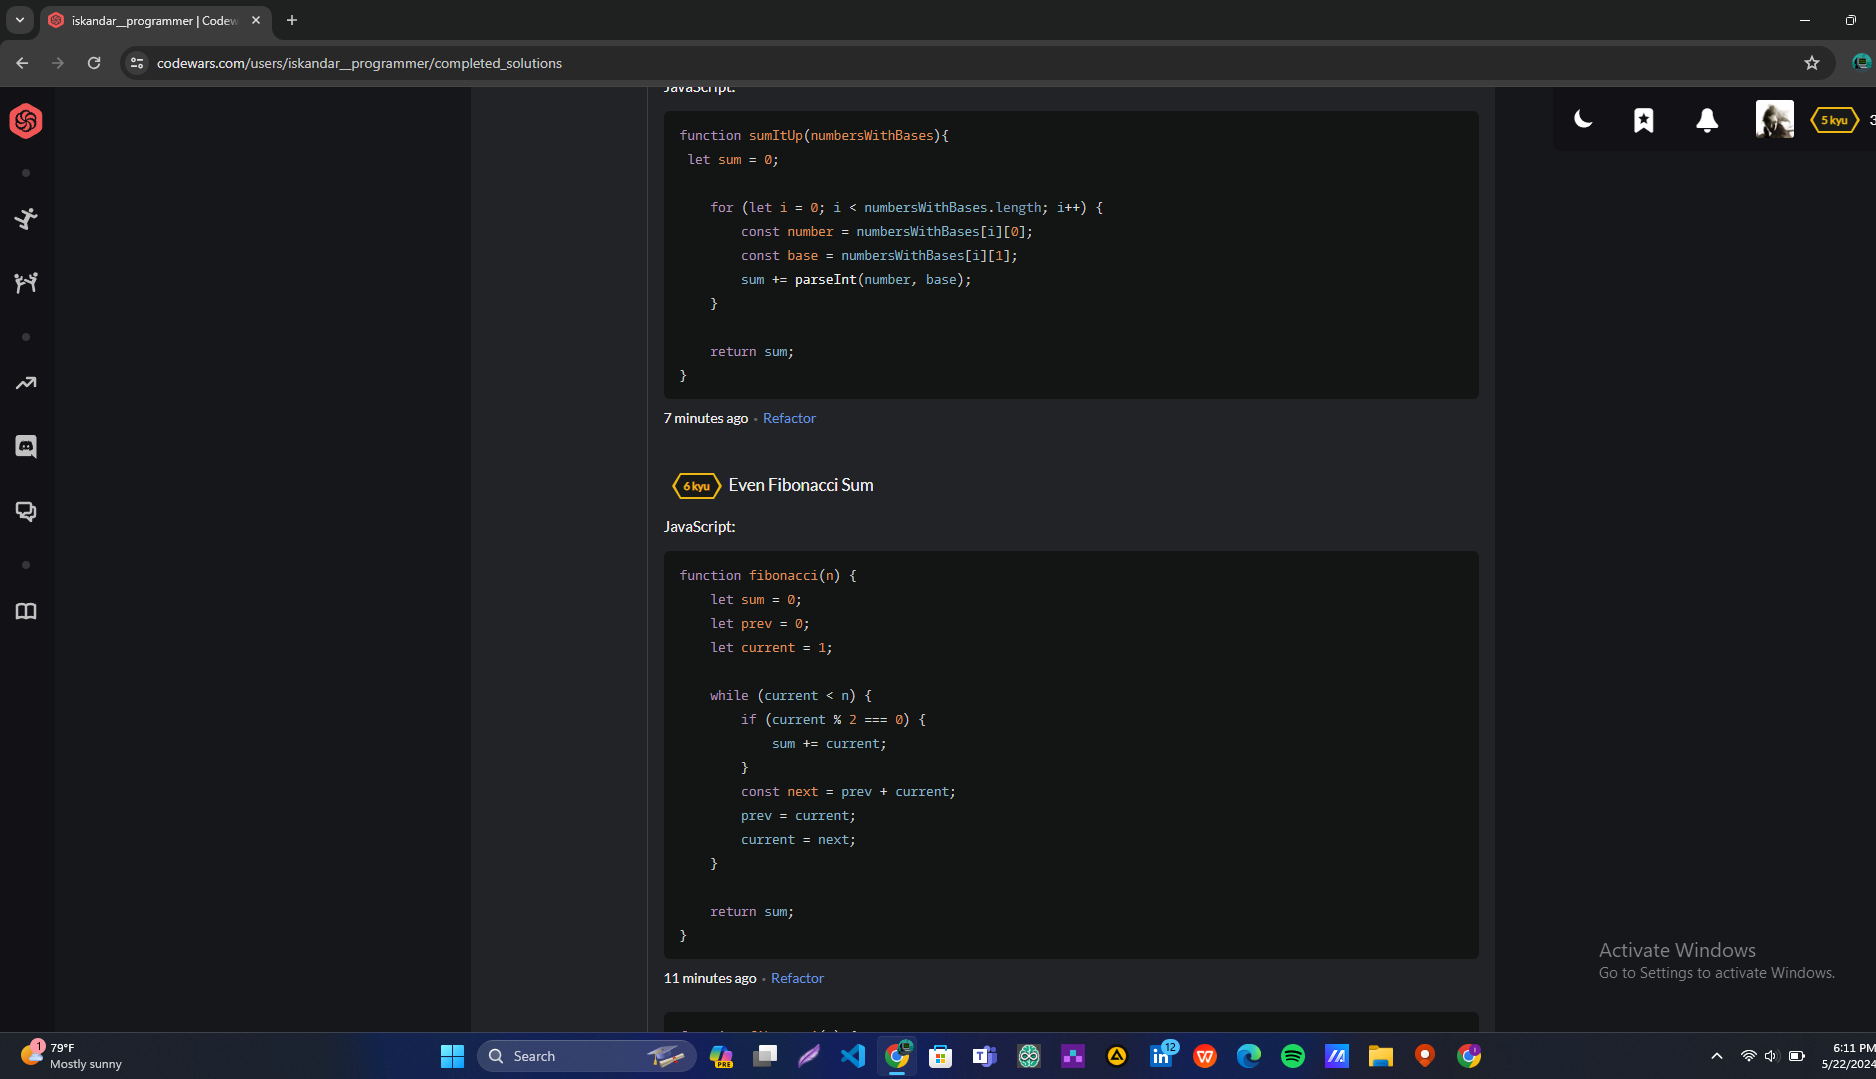 iskandar__programmer | Codew
codewars.com/users/iskandar__programmer/completed_solutions
JavaScript:
5 kyu
function sumItUp(numbersWithBases){
let sum = 0;
for (let i = 0; i < numbersWithBases.length; i++) {
const number = numbersWithBases[i][0];
const base = numbersWithBases[i][1];
sum += parseInt(number, base);
}
return sum;
}
7 minutes ago • Refactor
6 kyu Even Fibonacci Sum
JavaScript:
function fibonacci(n) {
let sum = 0;
let prev = 0;
let current = 1;
while (current < n) {
if (current % 2 === 0) {
sum += current;
}
const next = prev + current;
prev = current;
current = next;
}
return sum;
}
11 minutes ago • Refactor
Activate Windows
Go to Settings to activate Windows.
1
79°F
Mostly sunny
Search
PRE
12
6:11 PM
5/22/2024